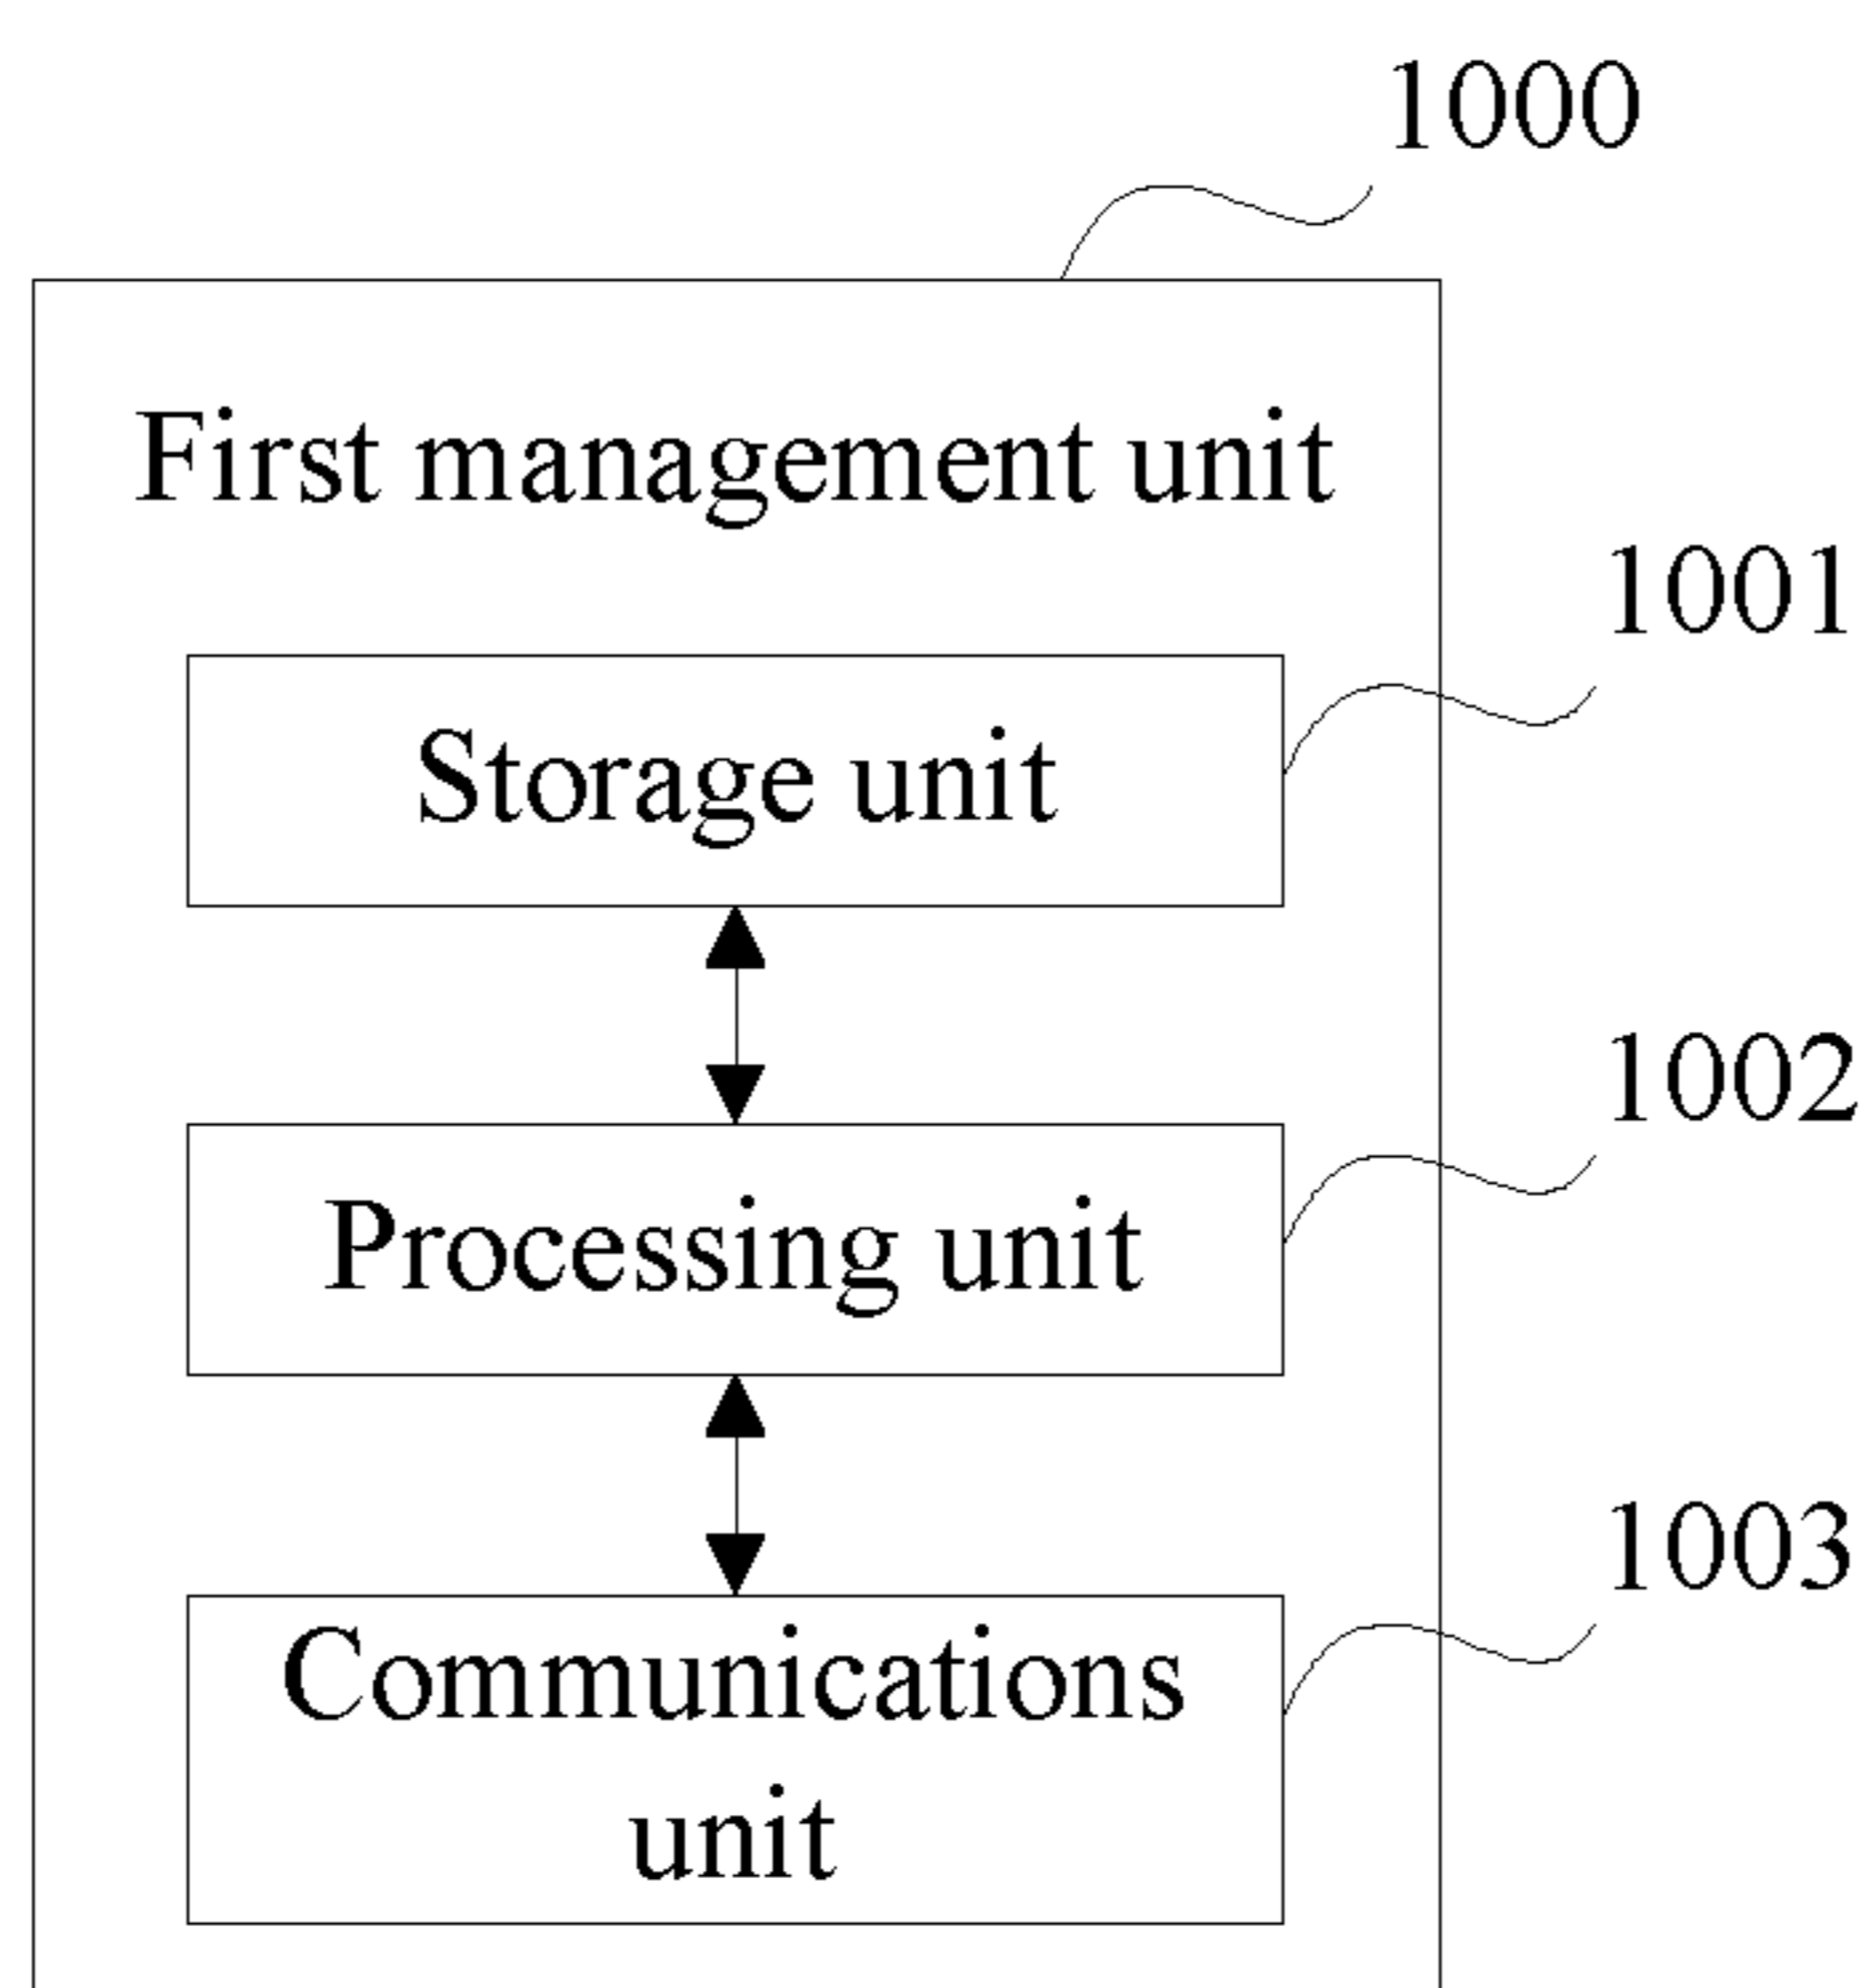 1000
First management unit
1001
Storage unit
1002
Processing unit
1003
Communications
unit